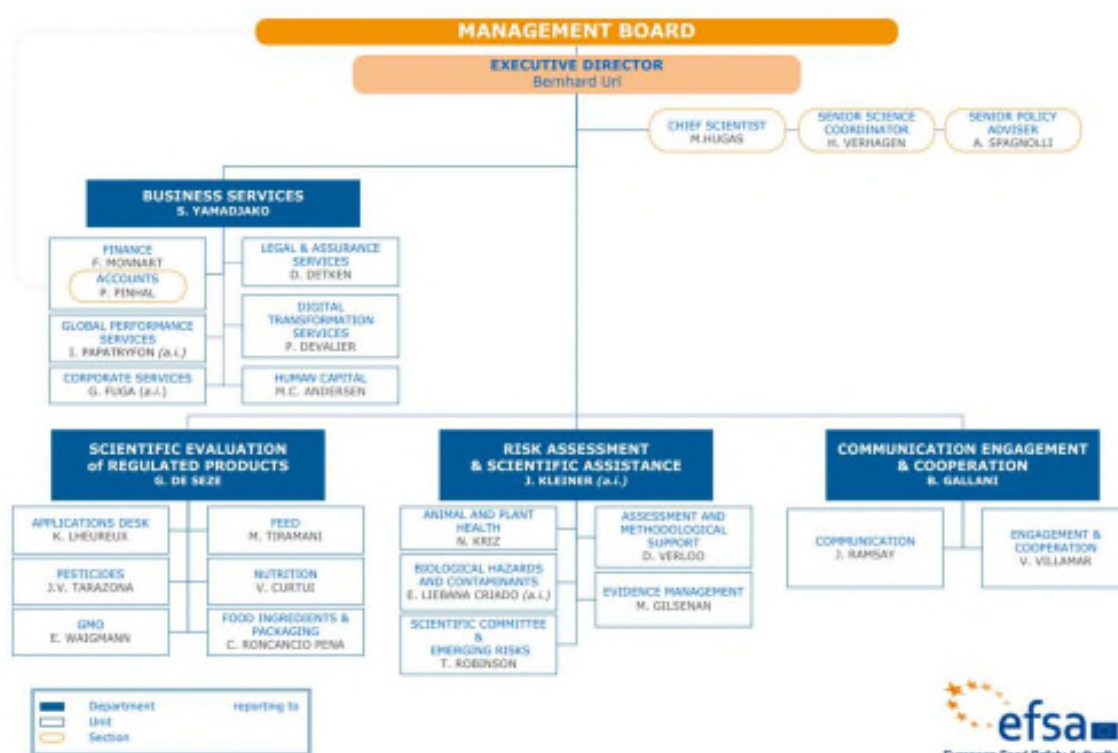 MANAGEMENT BOARD
EXECUTIVE DIRECTOR
Bernhard Url
CHIEF SCIENTIST
M.HUGAS
SENIOR SCIENCE
COORDINATOR
H. VERHAGEN
SENIOR POLICY
ADVISER
A. SPAGNOLLI
BUSINESS SERVICES
S. YAMADJAKO
FINANCE
F. MONNART
ACCOUNTS
P. PINHAL
LEGAL & ASSURANCE
SERVICES
D. DETKEN
GLOBAL PERFORMANCE
SERVICES
I. PAPATRYFON (a.i.)
DIGITAL
TRANSFORMATION
SERVICES
P. DEVALIER
CORPORATE SERVICES
G. FUGA (a.i.)
HUMAN CAPITAL
M.C. ANDERSEN
SCIENTIFIC EVALUATION
of REGULATED PRODUCTS
G. DE SEZE
APPLICATIONS DESK
K. LHEUREUX
FEED
M. TIRAMANI
PESTICIDES
J.V. TARAZONA
NUTRITION
V. CURTUI
GMO
E. WAIGMANN
FOOD INGREDIENTS &
PACKAGING
C. RONCANCIO PENA
RISK ASSESSMENT
& SCIENTIFIC ASSISTANCE
J. KLEINER (a.i.)
ANIMAL AND PLANT
HEALTH
N. KRIZ
ASSESSMENT AND
METHODOLOGICAL
SUPPORT
D. VERLOO
BIOLOGICAL HAZARDS
AND CONTAMINANTS
E. LIEBANA CRIADO (a.i.)
EVIDENCE MANAGEMENT
M. GILSENAN
SCIENTIFIC COMMITTEE
&
EMERGING RISKS
T. ROBINSON
COMMUNICATION ENGAGEMENT
& COOPERATION
B. GALLANI
COMMUNICATION
J. RAMSAY
ENGAGEMENT &
COOPERATION
V. VILLAMAR
Department reporting to
Unit
Section
efsa
European Food Safety Authority